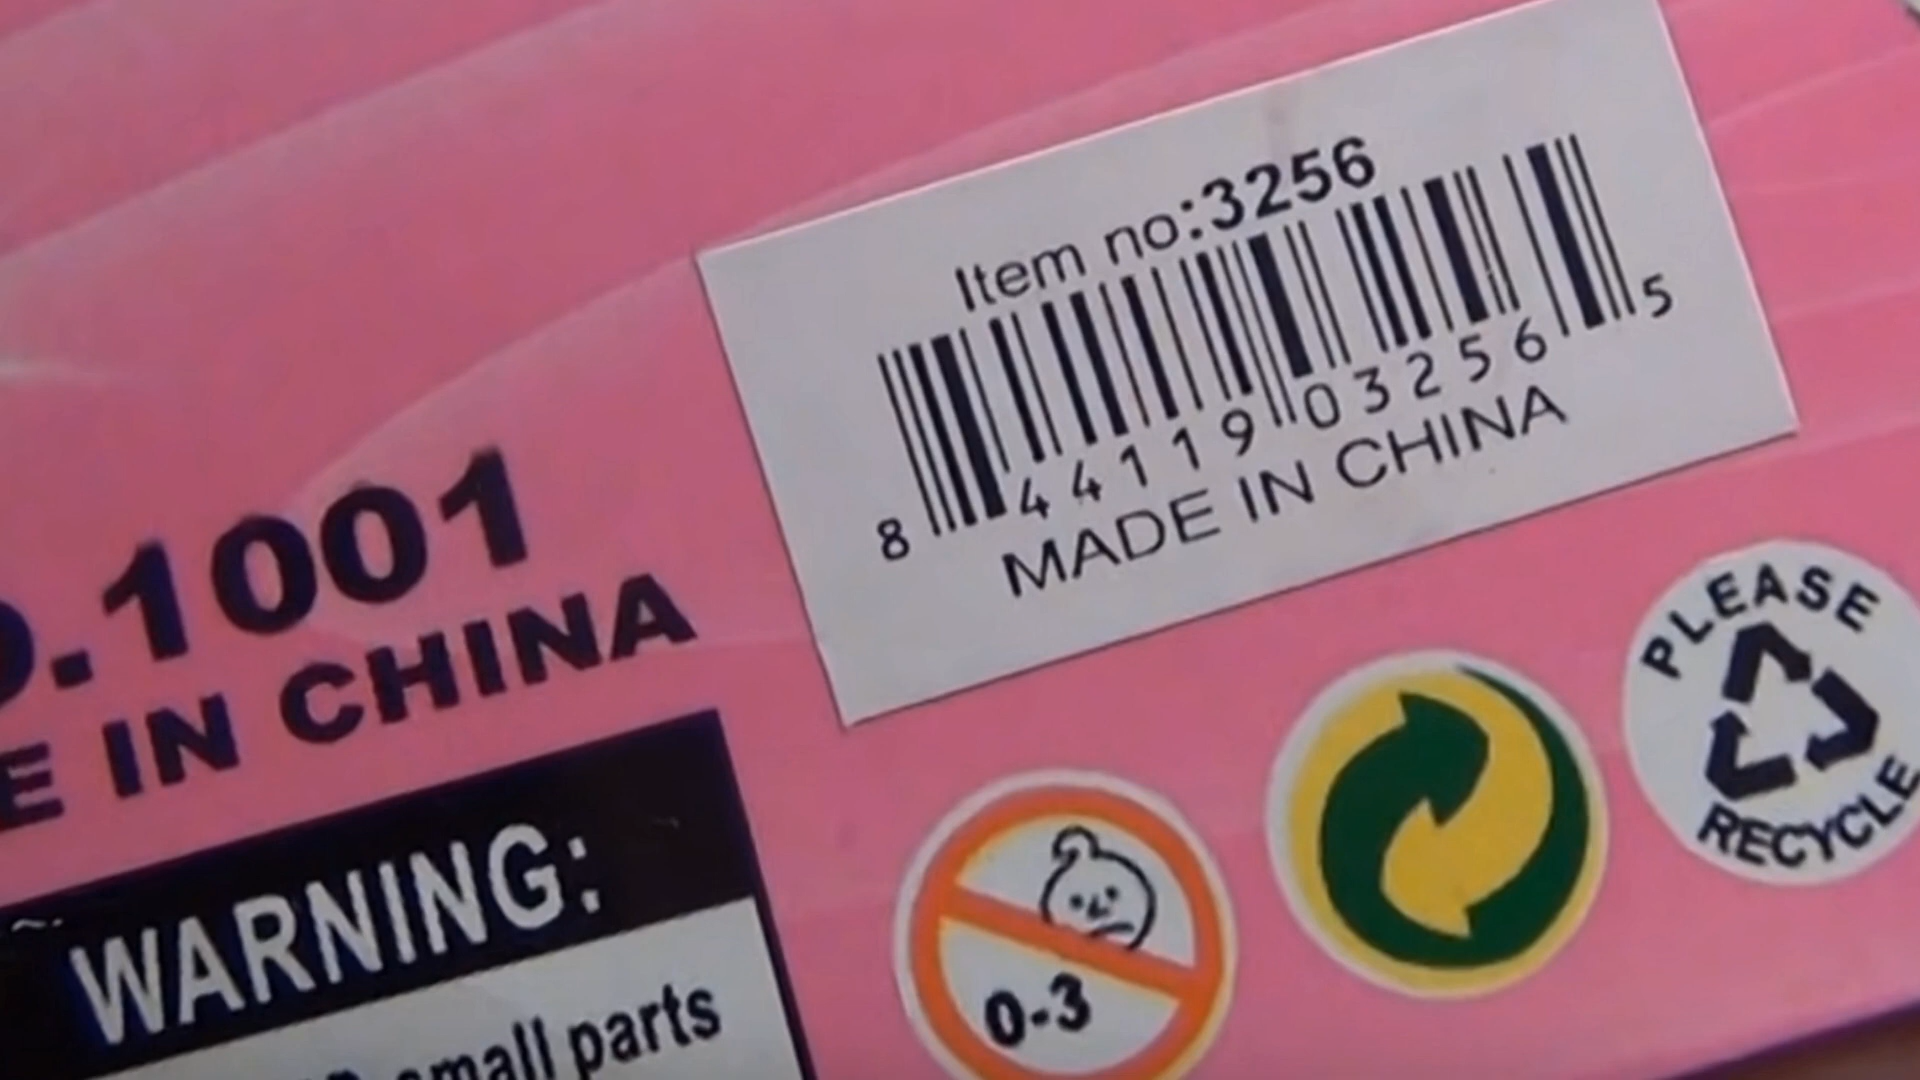 Item no:3256
8 44119 03256 5
MADE IN CHINA
.1001
IN CHINA
WARNING:
small parts
0-3
PLEASE
RECYCLE